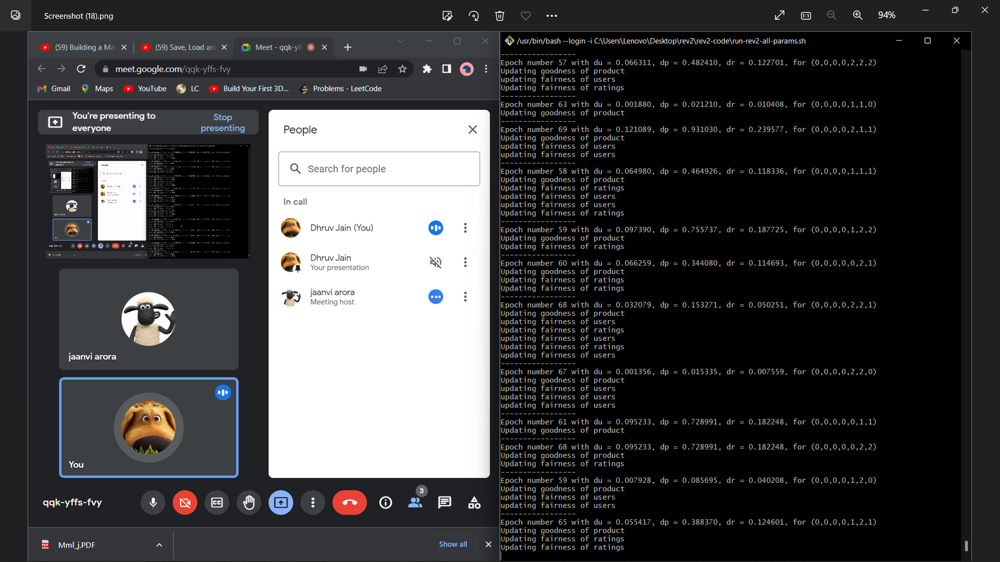 Screenshot (18).png
94%
(59) Building a Ma
(59) Save, Load an
Meet - qqk-yff
meet.google.com/qqk-yffs-fvy
Gmail
Maps
YouTube
LC
Build Your First 3D...
Problems - LeetCode
You're presenting to everyone
Stop presenting
jaanvi arora
You
People
Search for people
In call
Dhruv Jain (You)
Dhruv Jain
Your presentation
jaanvi arora
Meeting host
qqk-yffs-fvy
3
Mml_j.PDF
Show all
/usr/bin/bash --login -i C:\Users\Lenovo\Desktop\rev2\rev2-code\run-rev2-all-params.sh
-----------------
Epoch number 57 with du = 0.066311, dp = 0.482410, dr = 0.122701, for (0,0,0,0,2,2,2)
Updating goodness of product
updating fairness of users
Updating fairness of ratings
-----------------
Epoch number 63 with du = 0.001880, dp = 0.021210, dr = 0.010408, for (0,0,0,0,1,1,0)
Updating goodness of product
-----------------
Epoch number 69 with du = 0.121089, dp = 0.931030, dr = 0.239577, for (0,0,0,0,2,1,1)
Updating goodness of product
updating fairness of users
updating fairness of users
-----------------
Epoch number 58 with du = 0.064980, dp = 0.464926, dr = 0.118336, for (0,0,0,0,1,1,1)
Updating goodness of product
Updating fairness of ratings
updating fairness of users
updating fairness of users
Updating fairness of ratings
-----------------
Epoch number 59 with du = 0.097390, dp = 0.755737, dr = 0.187725, for (0,0,0,0,1,2,2)
Updating goodness of product
Updating fairness of ratings
-----------------
Epoch number 60 with du = 0.066259, dp = 0.344080, dr = 0.114693, for (0,0,0,0,0,2,1)
Updating goodness of product
Updating fairness of ratings
Updating fairness of ratings
-----------------
Epoch number 68 with du = 0.032079, dp = 0.153271, dr = 0.050251, for (0,0,0,0,2,2,1)
Updating goodness of product
updating fairness of users
Updating fairness of ratings
updating fairness of users
Updating fairness of ratings
updating fairness of users
-----------------
Epoch number 67 with du = 0.001356, dp = 0.015335, dr = 0.007559, for (0,0,0,0,2,2,0)
Updating goodness of product
updating fairness of users
updating fairness of users
updating fairness of users
-----------------
Epoch number 61 with du = 0.095233, dp = 0.728991, dr = 0.182248, for (0,0,0,0,0,1,1)
Updating goodness of product
-----------------
Epoch number 68 with du = 0.095233, dp = 0.728991, dr = 0.182248, for (0,0,0,0,0,2,2)
Updating goodness of product
Updating fairness of ratings
-----------------
Epoch number 59 with du = 0.007928, dp = 0.085695, dr = 0.040208, for (0,0,0,0,1,2,0)
Updating goodness of product
updating fairness of users
updating fairness of users
-----------------
Epoch number 65 with du = 0.055417, dp = 0.388370, dr = 0.124601, for (0,0,0,0,1,2,1)
Updating goodness of product
Updating fairness of ratings
Updating fairness of ratings